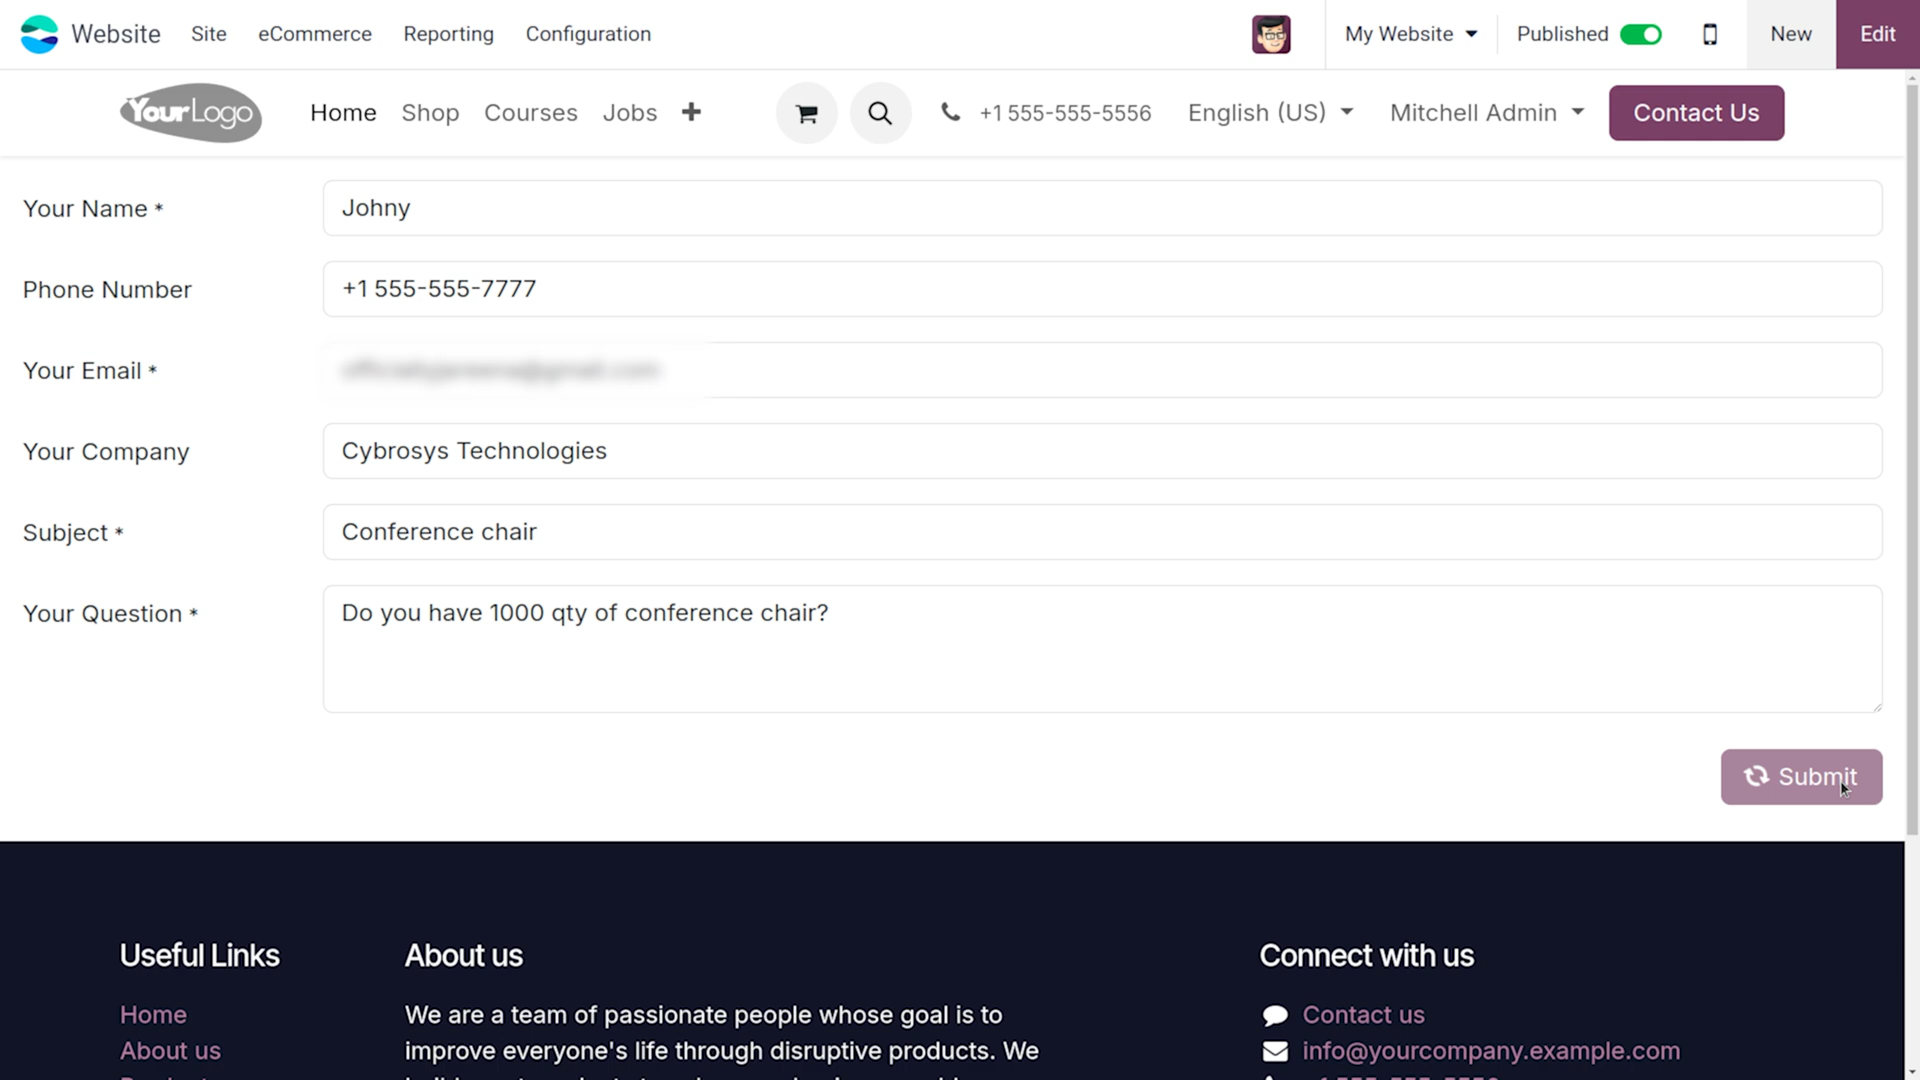 Website Site eCommerce Reporting Configuration My Website Published New Edit
YourLogo Home Shop Courses Jobs +1 555-555-5556 English (US) Mitchell Admin Contact Us
Your Name * Johny
Phone Number +1 555-555-7777
Your Email *
Your Company Cybrosys Technologies
Subject * Conference chair
Your Question * Do you have 1000 qty of conference chair?
Submit
Useful Links About us Connect with us
Home We are a team of passionate people whose goal is to Contact us
About us improve everyone's life through disruptive products. We info@yourcompany.example.com